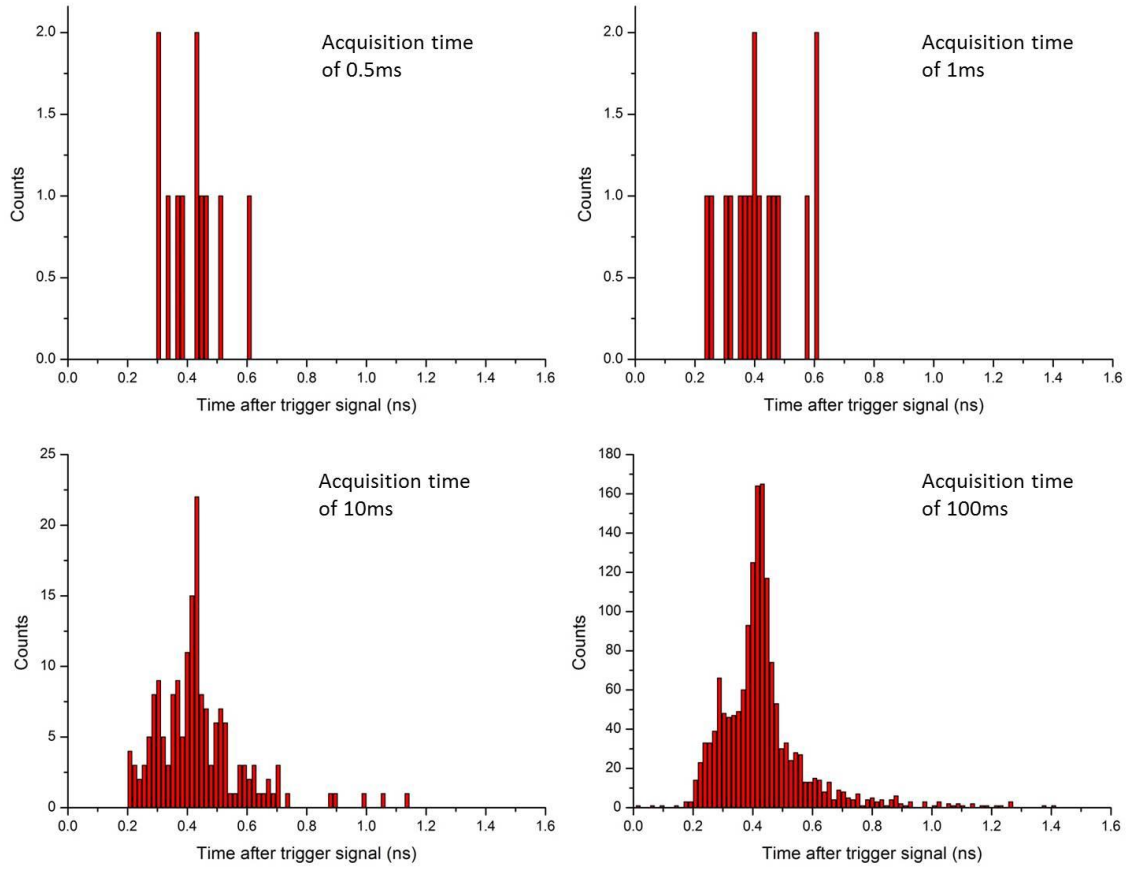 2.0
Acquisition time
of 0.5ms
1.5
Counts
1.0
0.5
0.0
0.0 0.2 0.4 0.6 0.8 1.0 1.2 1.4 1.6
Time after trigger signal (ns)
2.0
Acquisition time
of 1ms
1.5
Counts
1.0
0.5
0.0
0.0 0.2 0.4 0.6 0.8 1.0 1.2 1.4 1.6
Time after trigger signal (ns)
25
Acquisition time
of 10ms
20
15
Counts
10
5
0
0.0 0.2 0.4 0.6 0.8 1.0 1.2 1.4 1.6
Time after trigger signal (ns)
180
Acquisition time
of 100ms
160
140
120
100
Counts
80
60
40
20
0
0.0 0.2 0.4 0.6 0.8 1.0 1.2 1.4 1.6
Time after trigger signal (ns)